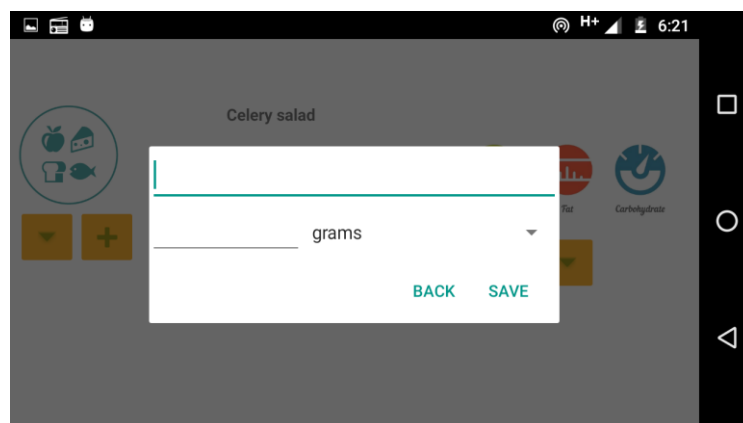 H+ 6:21
Celery salad
Fat
Carbohydrate
grams
BACK SAVE